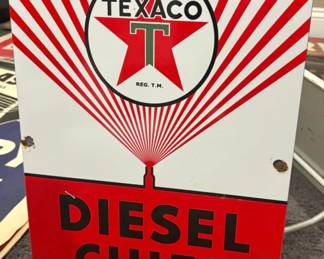 TEXACO
T
REG. T.M.
DIESEL